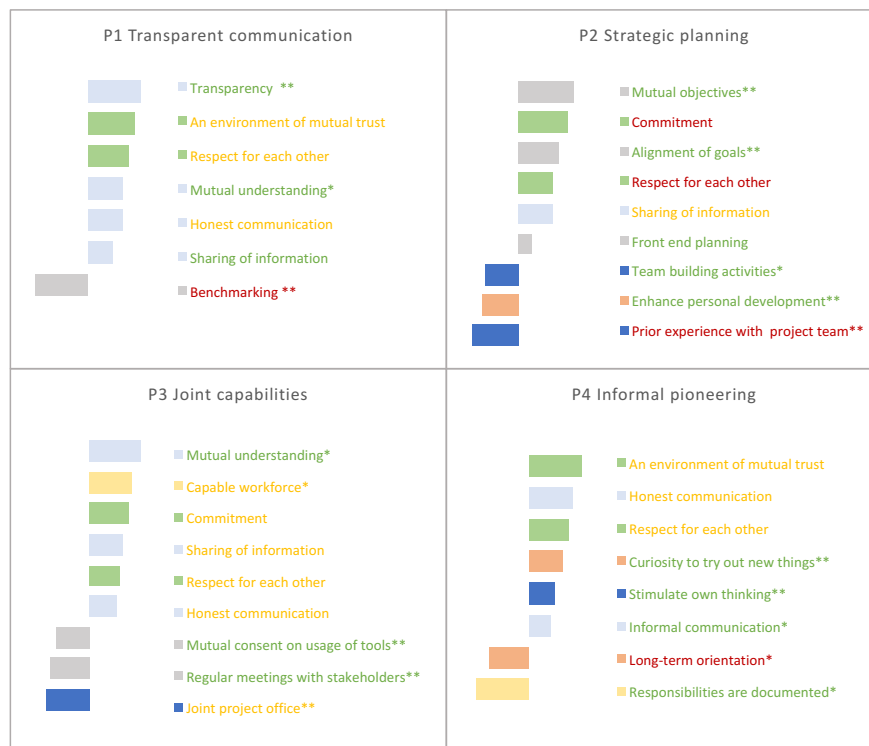 P1 Transparent communication
Transparency **
An environment of mutual trust
Respect for each other
Mutual understanding*
Honest communication
Sharing of information
Benchmarking **
P2 Strategic planning
Mutual objectives**
Commitment
Alignment of goals**
Respect for each other
Sharing of information
Front end planning
Team building activities*
Enhance personal development**
Prior experience with project team**
P3 Joint capabilities
Mutual understanding*
Capable workforce*
Commitment
Sharing of information
Respect for each other
Honest communication
Mutual consent on usage of tools**
Regular meetings with stakeholders**
Joint project office**
P4 Informal pioneering
An environment of mutual trust
Honest communication
Respect for each other
Curiosity to try out new things**
Stimulate own thinking**
Informal communication*
Long-term orientation*
Responsibilities are documented*